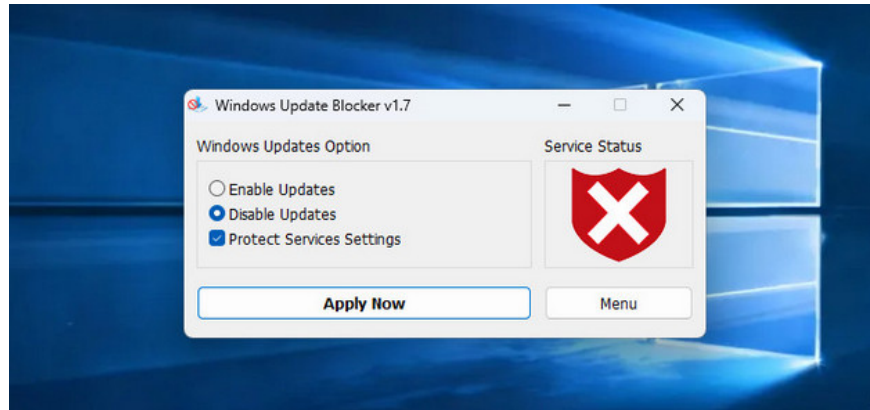 Windows Update Blocker v1.7
Windows Updates Option
Service Status
Enable Updates
Disable Updates
Protect Services Settings
Apply Now
Menu